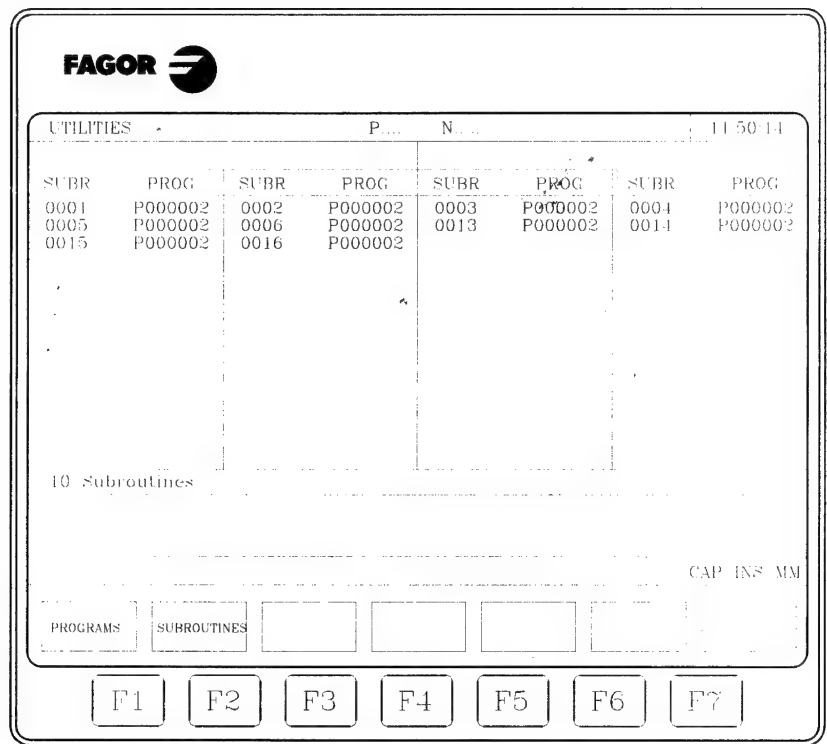 FAGOR
UTILITIES P.... N..... 11:50:14
SUBR PROG SUBR PROG SUBR PROG SUBR PROG
0001 P000002 0002 P000002 0003 P000002 0004 P000002
0005 P000002 0006 P000002 0013 P000002 0014 P000002
0015 P000002 0016 P000002
10 Subroutines
CAP INS MM
PROGRAMS SUBROUTINES
F1 F2 F3 F4 F5 F6 F7